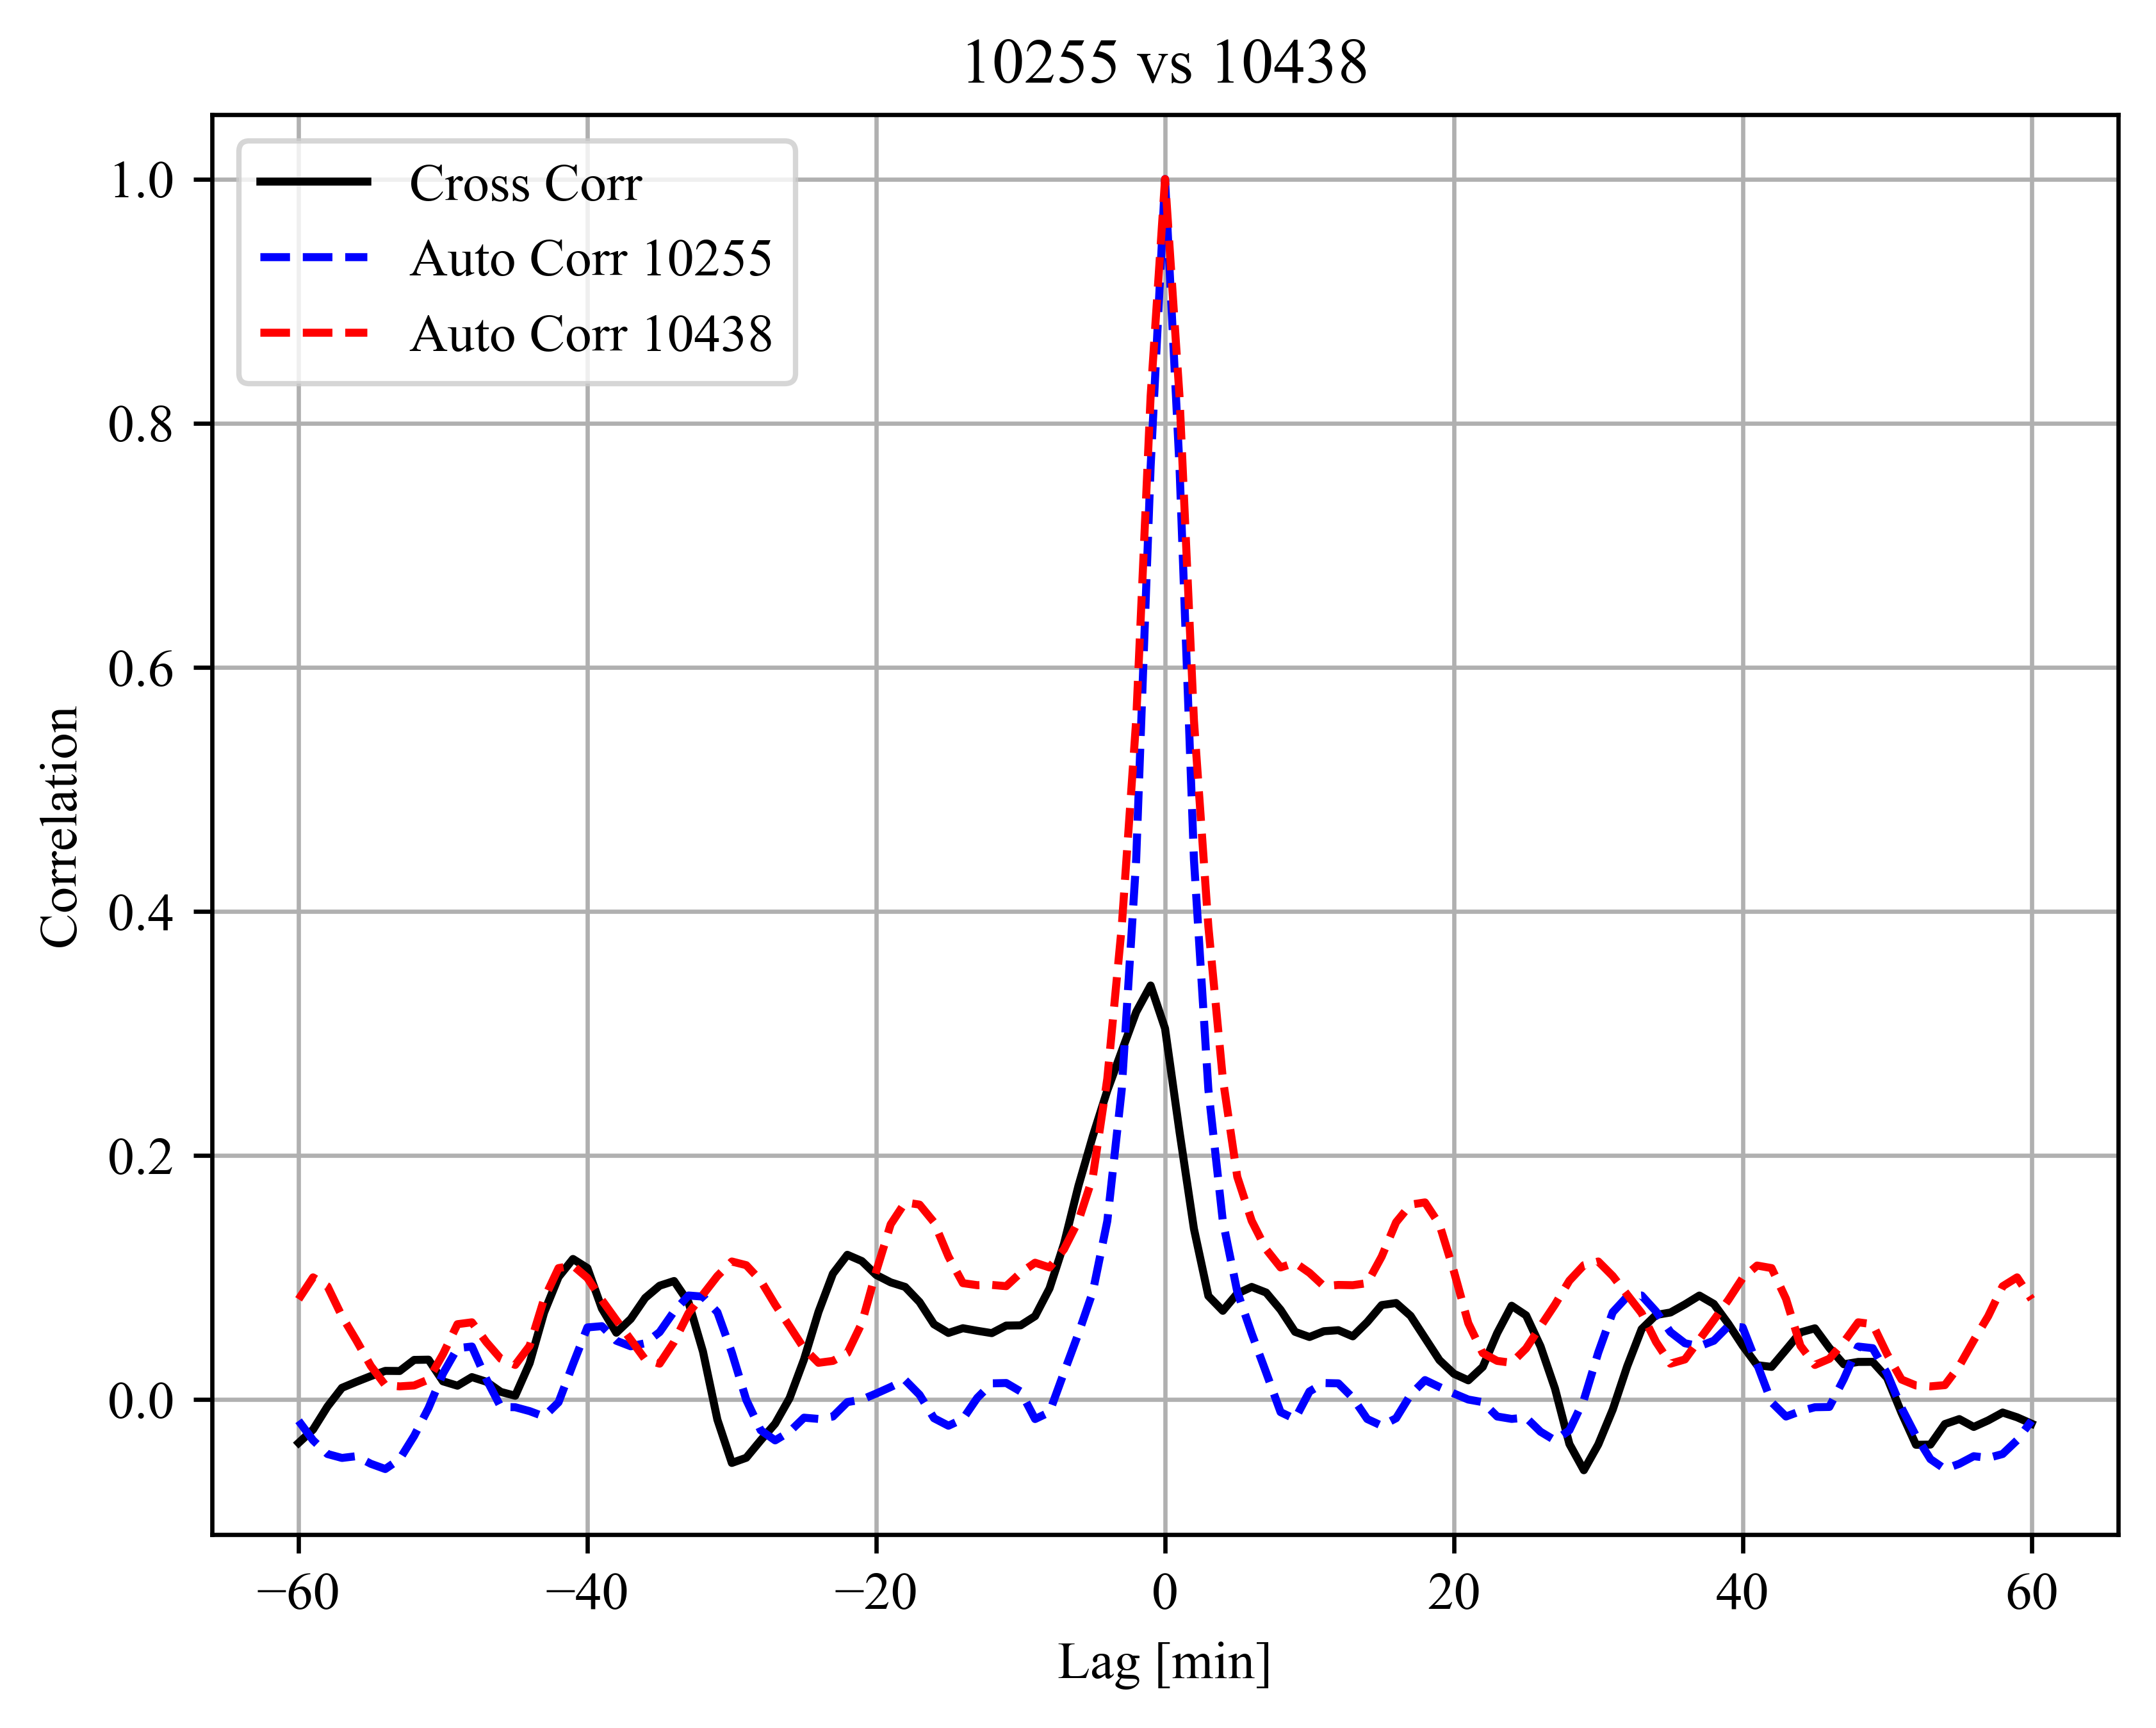 10255 vs 10438
Cross Corr
Auto Corr 10255
Auto Corr 10438
1.0
0.8
0.6
0.4
0.2
0.0
Correlation
−60 −40 −20 0 20 40 60
Lag [min]